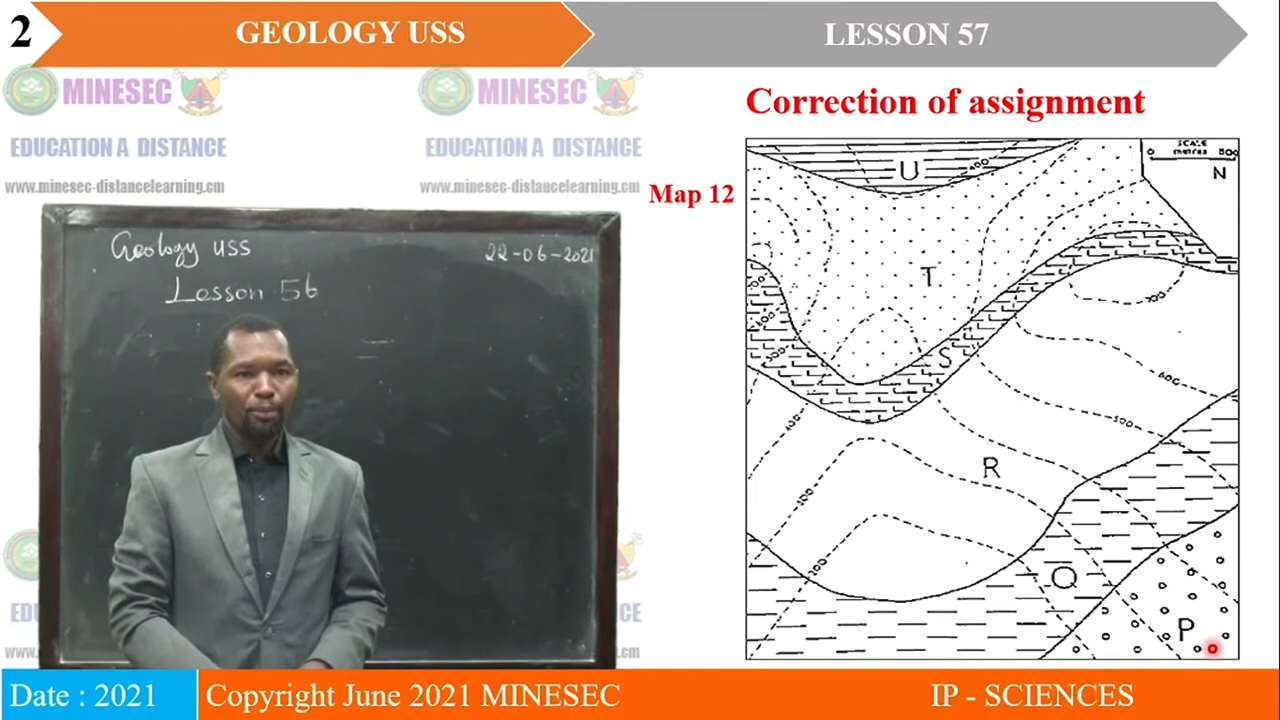 2
GEOLOGY USS
LESSON 57
MINESEC
MINESEC
EDUCATION A DISTANCE
EDUCATION A DISTANCE
www.minesec-distancelearning.cm
www.minesec-distancelearning.cm
Correction of assignment
Map 12
Geology USS
22-06-2021
Lesson 56
SCALE
0 metres 500
N
U
400
T
S
700
600
500
400
300
200
R
Q
P
Date : 2021
Copyright June 2021 MINESEC
IP - SCIENCES